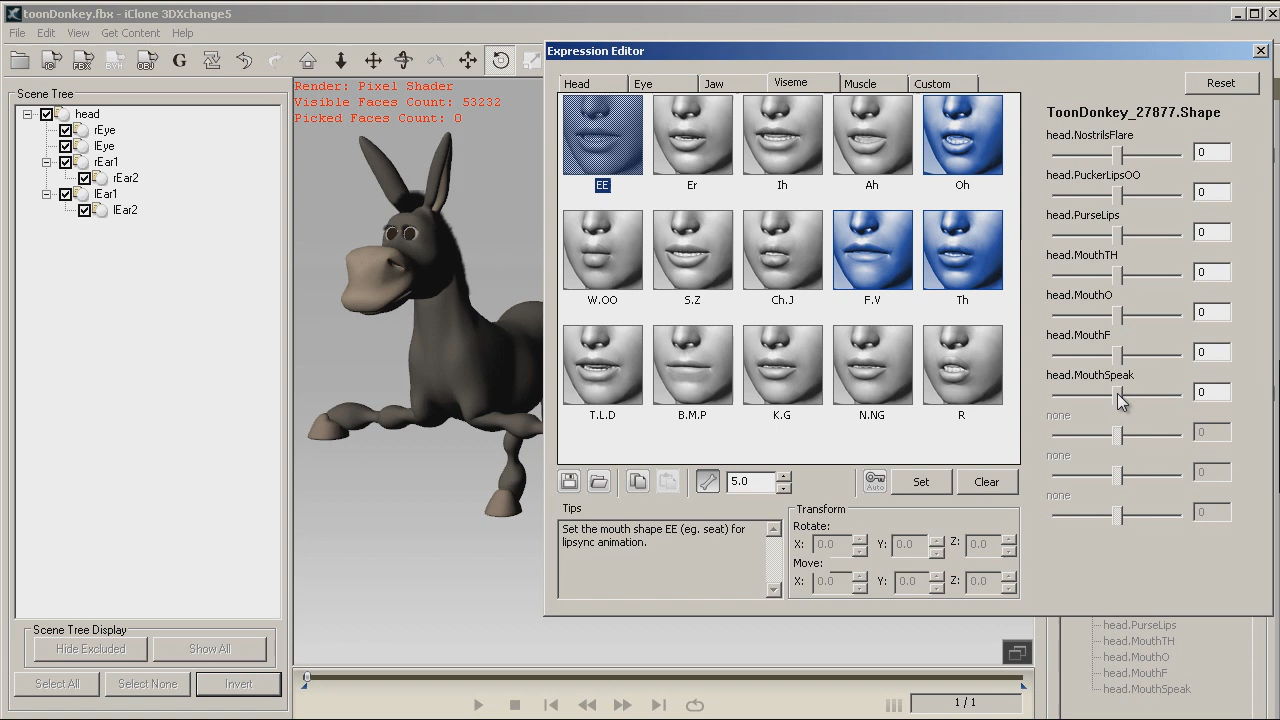 toonDonkey.fbx - iClone 3DXchange5
File Edit View Get Content Help
FBX BVH OBJ G
Scene Tree
head
rEye
lEye
rEar1
rEar2
lEar1
lEar2
Scene Tree Display
Hide Excluded Show All
Select All Select None Invert
Render: Pixel Shader
Visible Faces Count: 53232
Picked Faces Count: 0
1 / 1
Expression Editor
Head Eye Jaw Viseme Muscle Custom
Reset
EE Er Ih Ah Oh
W.OO S.Z Ch.J F.V Th
T.L.D B.M.P K.G N.NG R
5.0
Auto
Set Clear
Tips
Set the mouth shape EE (eg. seat) for
lipsync animation.
Transform
Rotate:
X: 0.0 Y: 0.0 Z: 0.0
Move:
X: 0.0 Y: 0.0 Z: 0.0
ToonDonkey_27877.Shape
head.NostrilsFlare
0
head.PuckerLipsOO
0
head.PurseLips
0
head.MouthTH
0
head.MouthO
0
head.MouthF
0
head.MouthSpeak
0
none
0
none
0
none
0
head.PurseLips
head.MouthTH
head.MouthO
head.MouthF
head.MouthSpeak